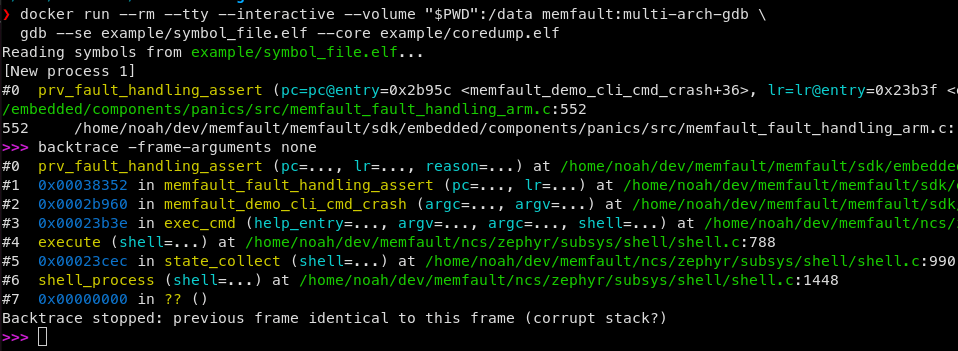 ❯ docker run --rm --tty --interactive --volume "$PWD":/data memfault:multi-arch-gdb \
gdb --se example/symbol_file.elf --core example/coredump.elf
Reading symbols from example/symbol_file.elf...
[New process 1]
#0  prv_fault_handling_assert (pc=pc@entry=0x2b95c <memfault_demo_cli_cmd_crash+36>, lr=lr@entry=0x23b3f <
/embedded/components/panics/src/memfault_fault_handling_arm.c:552
552     /home/noah/dev/memfault/memfault/sdk/embedded/components/panics/src/memfault_fault_handling_arm.c:
>>> backtrace -frame-arguments none
#0  prv_fault_handling_assert (pc=..., lr=..., reason=...) at /home/noah/dev/memfault/memfault/sdk/embedde
#1  0x00038352 in memfault_fault_handling_assert (pc=..., lr=...) at /home/noah/dev/memfault/memfault/sdk/
#2  0x0002b960 in memfault_demo_cli_cmd_crash (argc=..., argv=...) at /home/noah/dev/memfault/memfault/sdk
#3  0x00023b3e in exec_cmd (help_entry=..., argv=..., argc=..., shell=...) at /home/noah/dev/memfault/ncs/
#4  execute (shell=...) at /home/noah/dev/memfault/ncs/zephyr/subsys/shell/shell.c:788
#5  0x00023cec in state_collect (shell=...) at /home/noah/dev/memfault/ncs/zephyr/subsys/shell/shell.c:990
#6  shell_process (shell=...) at /home/noah/dev/memfault/ncs/zephyr/subsys/shell/shell.c:1448
#7  0x00000000 in ?? ()
Backtrace stopped: previous frame identical to this frame (corrupt stack?)
>>>